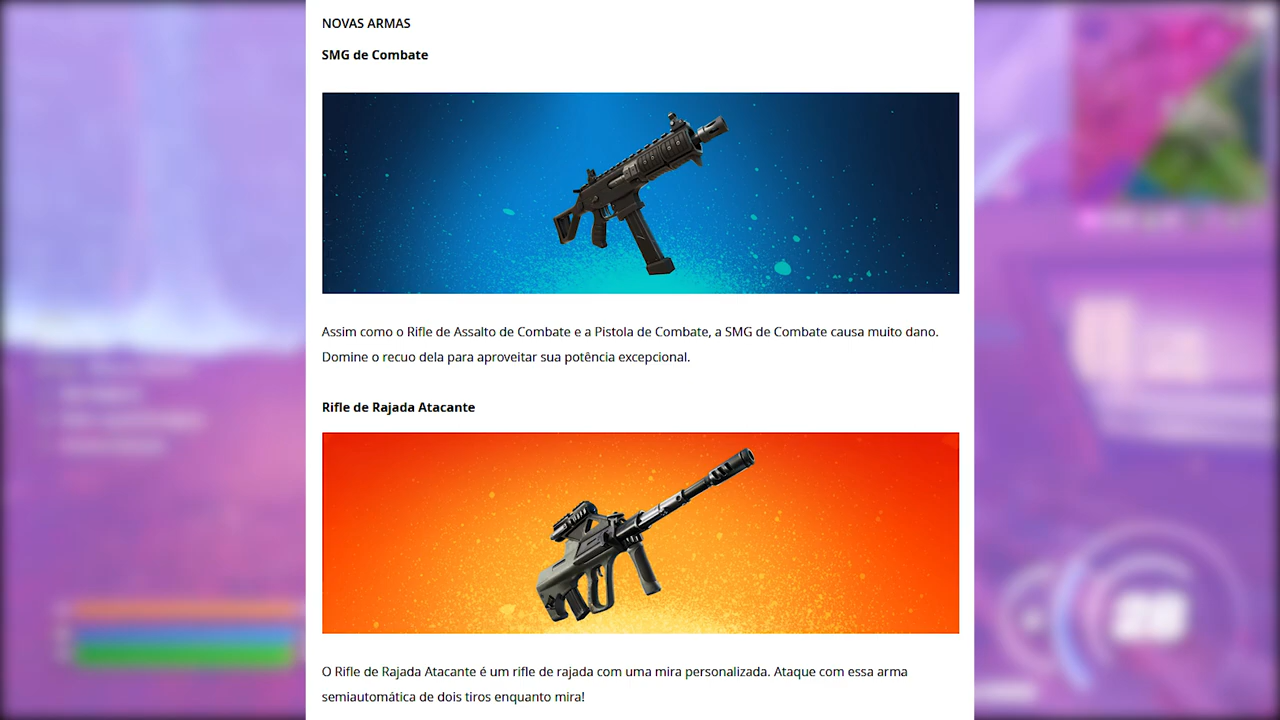 NOVAS ARMAS
SMG de Combate
Assim como o Rifle de Assalto de Combate e a Pistola de Combate, a SMG de Combate causa muito dano.
Domine o recuo dela para aproveitar sua potência excepcional.
Rifle de Rajada Atacante
O Rifle de Rajada Atacante é um rifle de rajada com uma mira personalizada. Ataque com essa arma
semiautomática de dois tiros enquanto mira!